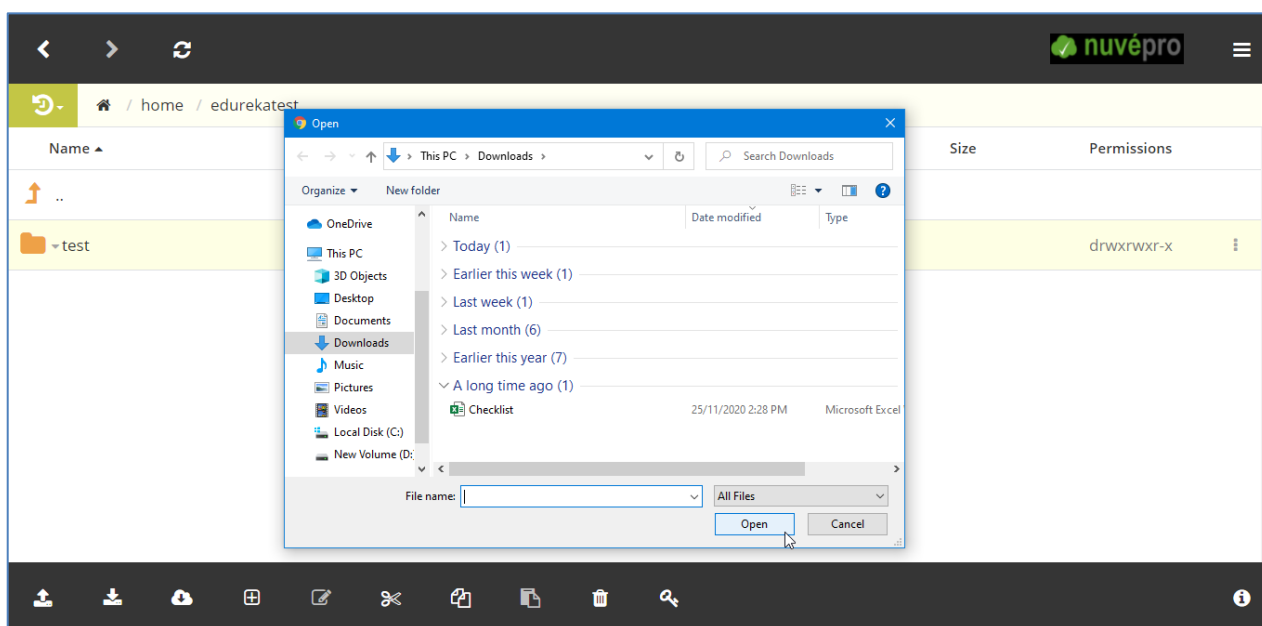 nuvépro
/ home / edurekatest
Open
Name Size Permissions
This PC > Downloads > Search Downloads
..
Organize New folder
test drwxrwxr-x
OneDrive
This PC
3D Objects
Desktop
Documents
Downloads
Music
Pictures
Videos
Local Disk (C:)
New Volume (D:
Name Date modified Type
Today (1)
Earlier this week (1)
Last week (1)
Last month (6)
Earlier this year (7)
A long time ago (1)
Checklist 25/11/2020 2:28 PM Microsoft Excel
File name: All Files
Open Cancel